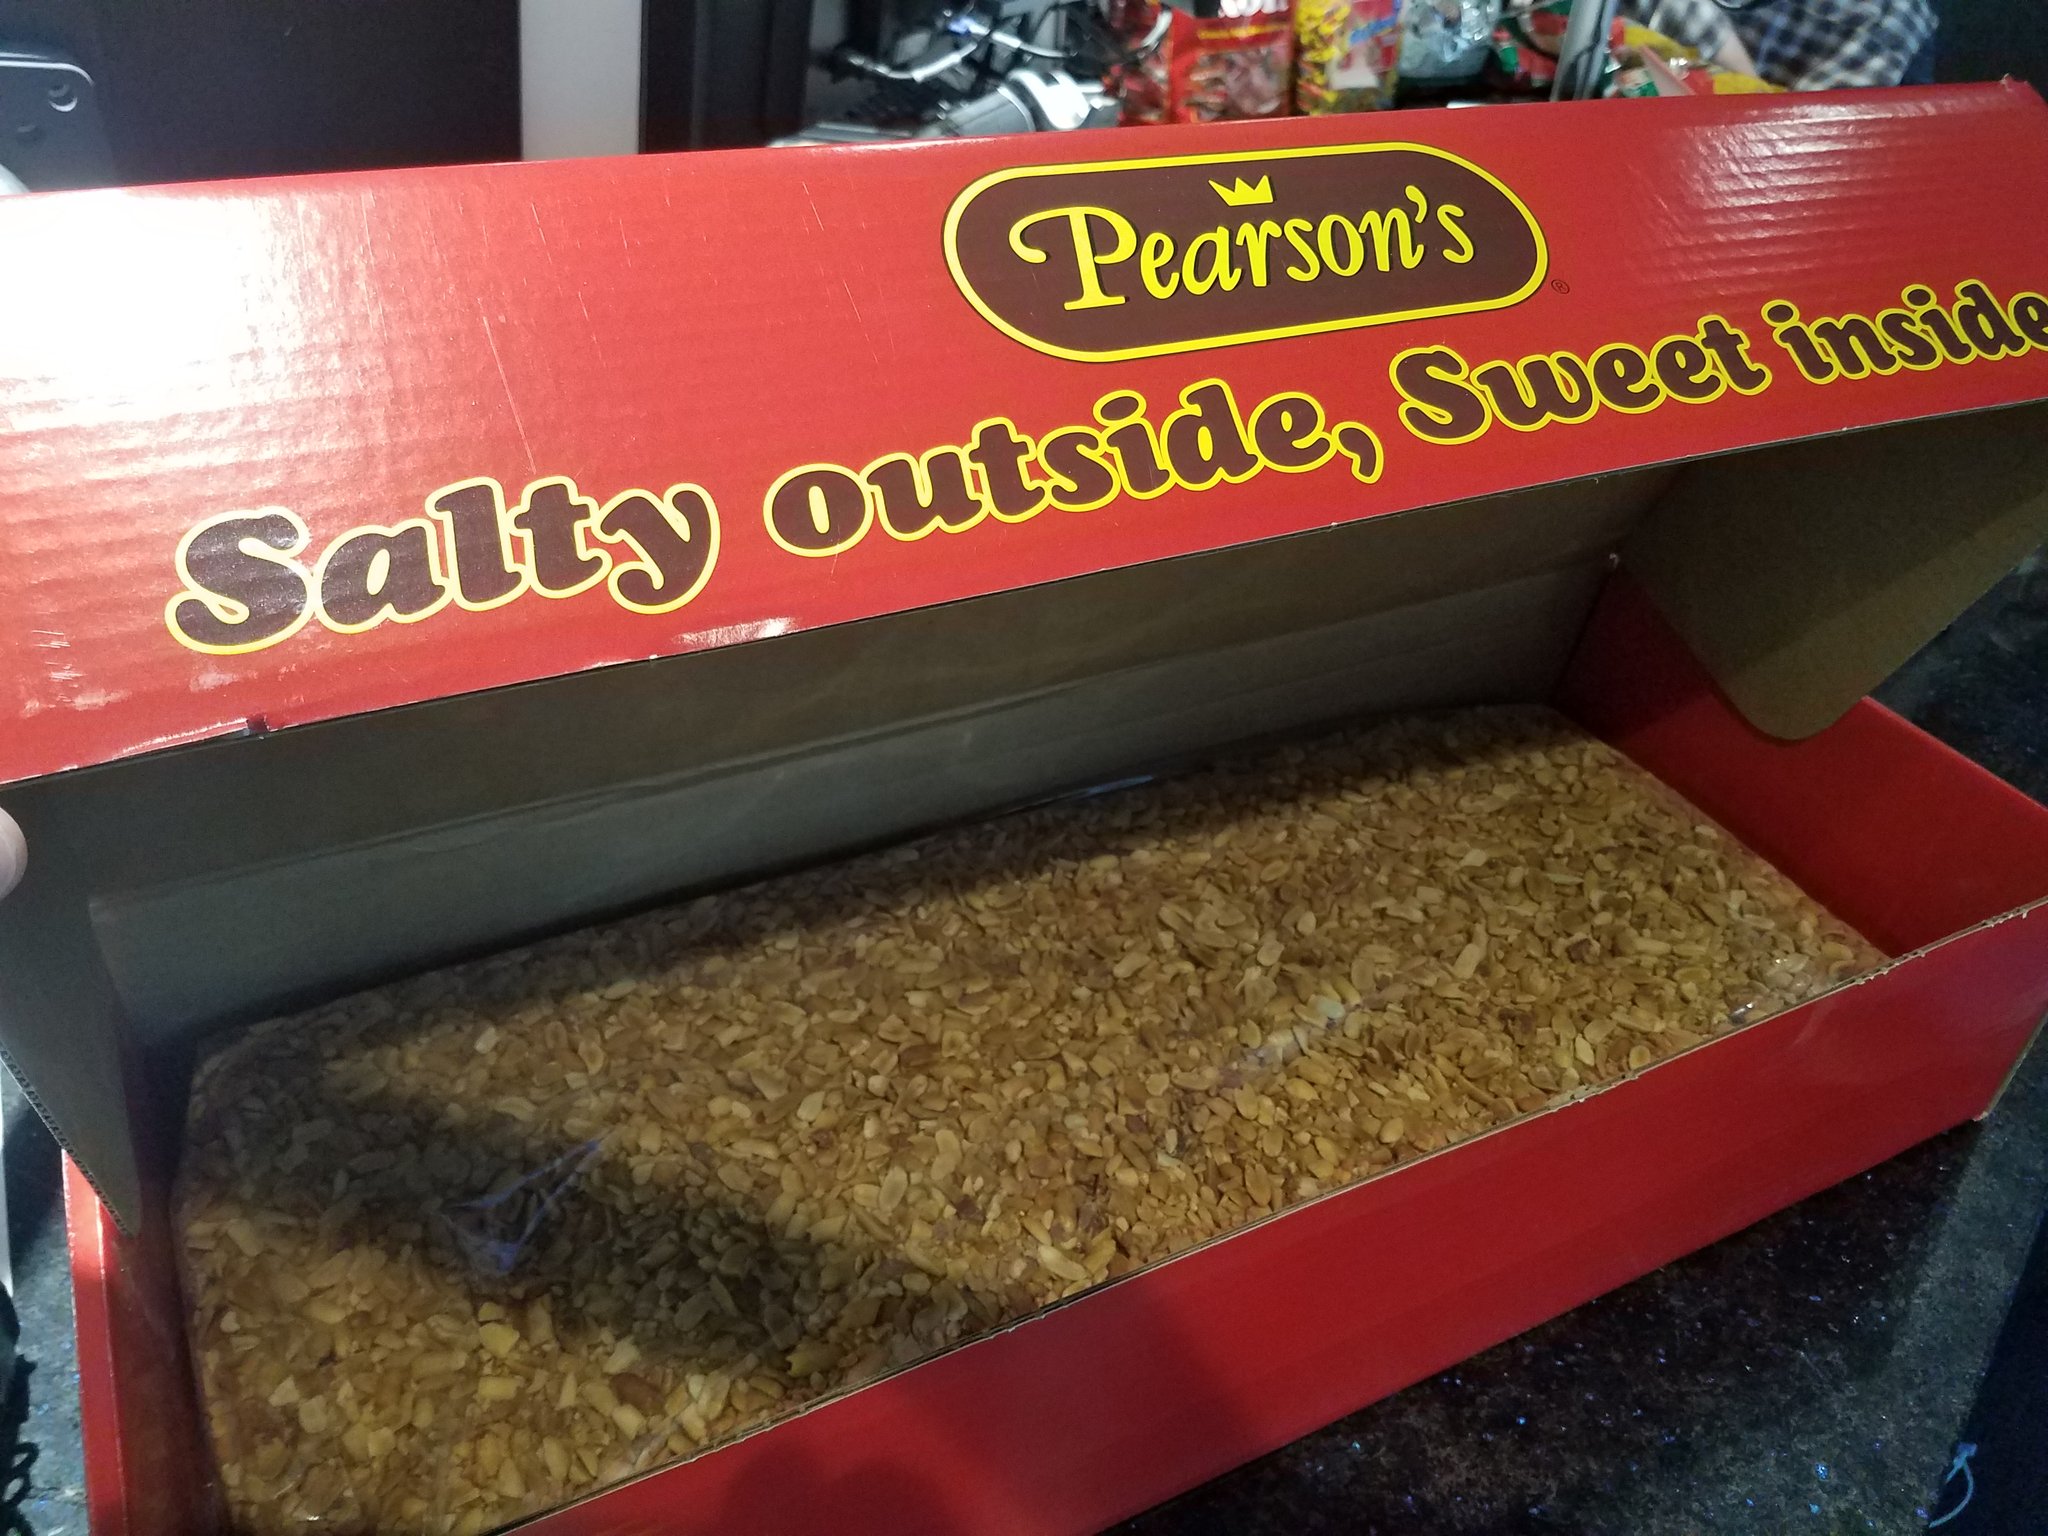 Pearson's
®
Salty outside, Sweet inside